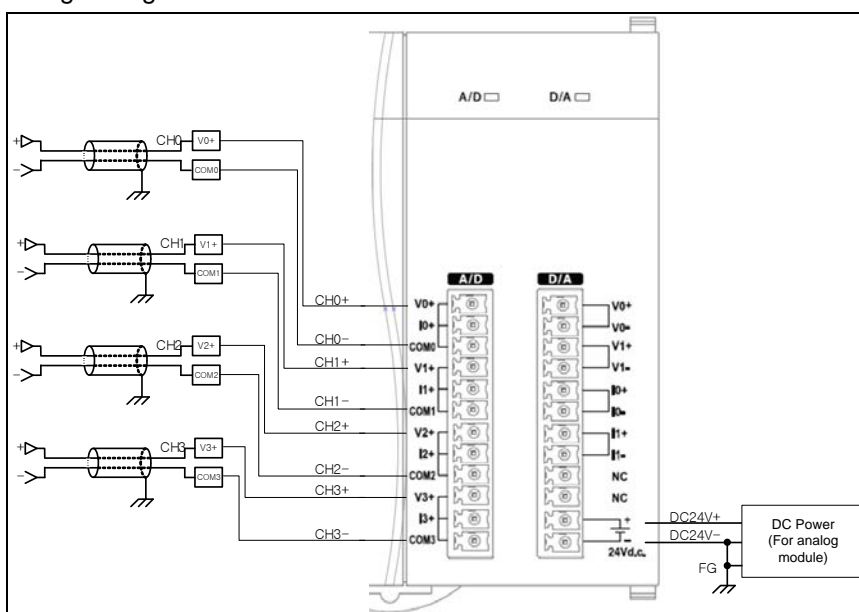 A/D
D/A
+
CH0
V0+
-
COM0
+
CH1
V1+
-
COM1
+
CH2
V2+
-
COM2
+
CH3
V3+
-
COM3
CH0+
CH0-
CH1+
CH1-
CH2+
CH2-
CH3+
CH3-
A/D
V0+
I0+
COM0
V1+
I1+
COM1
V2+
I2+
COM2
V3+
I3+
COM3
D/A
V0+
V0-
V1+
V1-
I0+
I0-
I1+
I1-
NC
NC
+
-
24Vd.c.
DC24V+
DC24V-
FG
DC Power
(For analog
module)